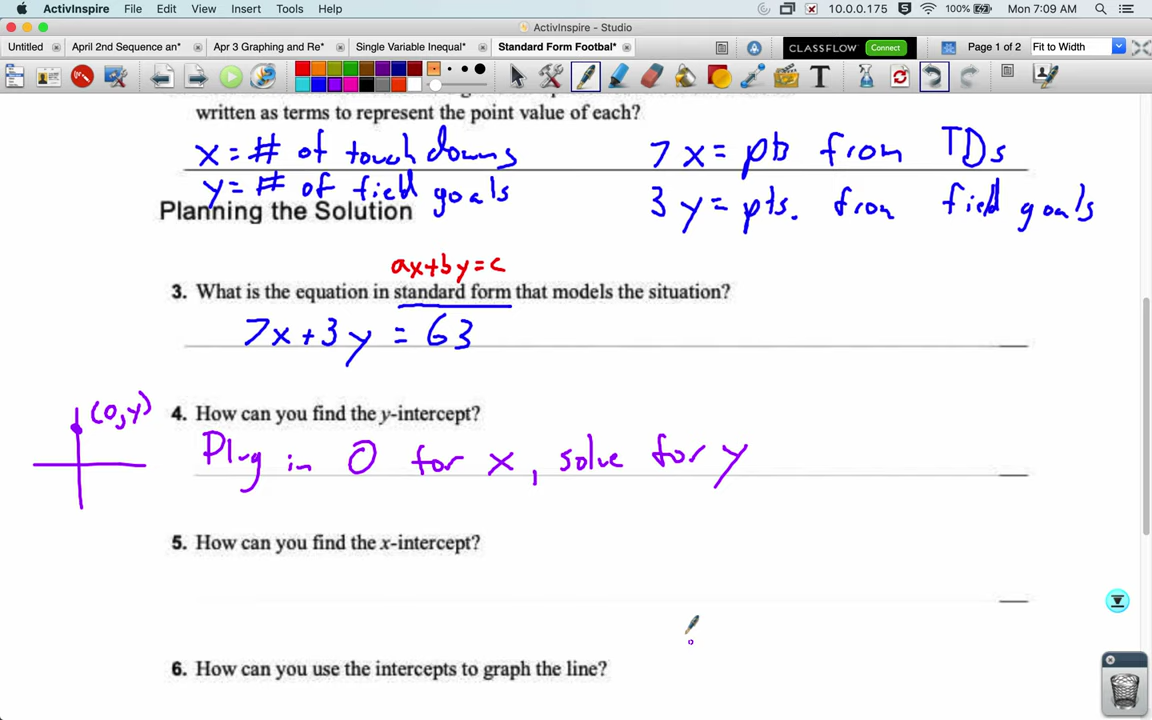 ActivInspire File Edit View Insert Tools Help 10.0.0.175 100% Mon 7:09 AM
ActivInspire - Studio
Untitled April 2nd Sequence an* Apr 3 Graphing and Re* Single Variable Inequal* Standard Form Footbal* CLASSFLOW Connect Page 1 of 2 Fit to Width
written as terms to represent the point value of each?
x = # of touchdowns 7x = pts from TDs
y = # of field goals 3y = pts. from field goals
Planning the Solution
ax+by=c
3. What is the equation in standard form that models the situation?
7x+3y = 63
(0,y)
4. How can you find the y-intercept?
Plug in 0 for x, solve for y
5. How can you find the x-intercept?
6. How can you use the intercepts to graph the line?